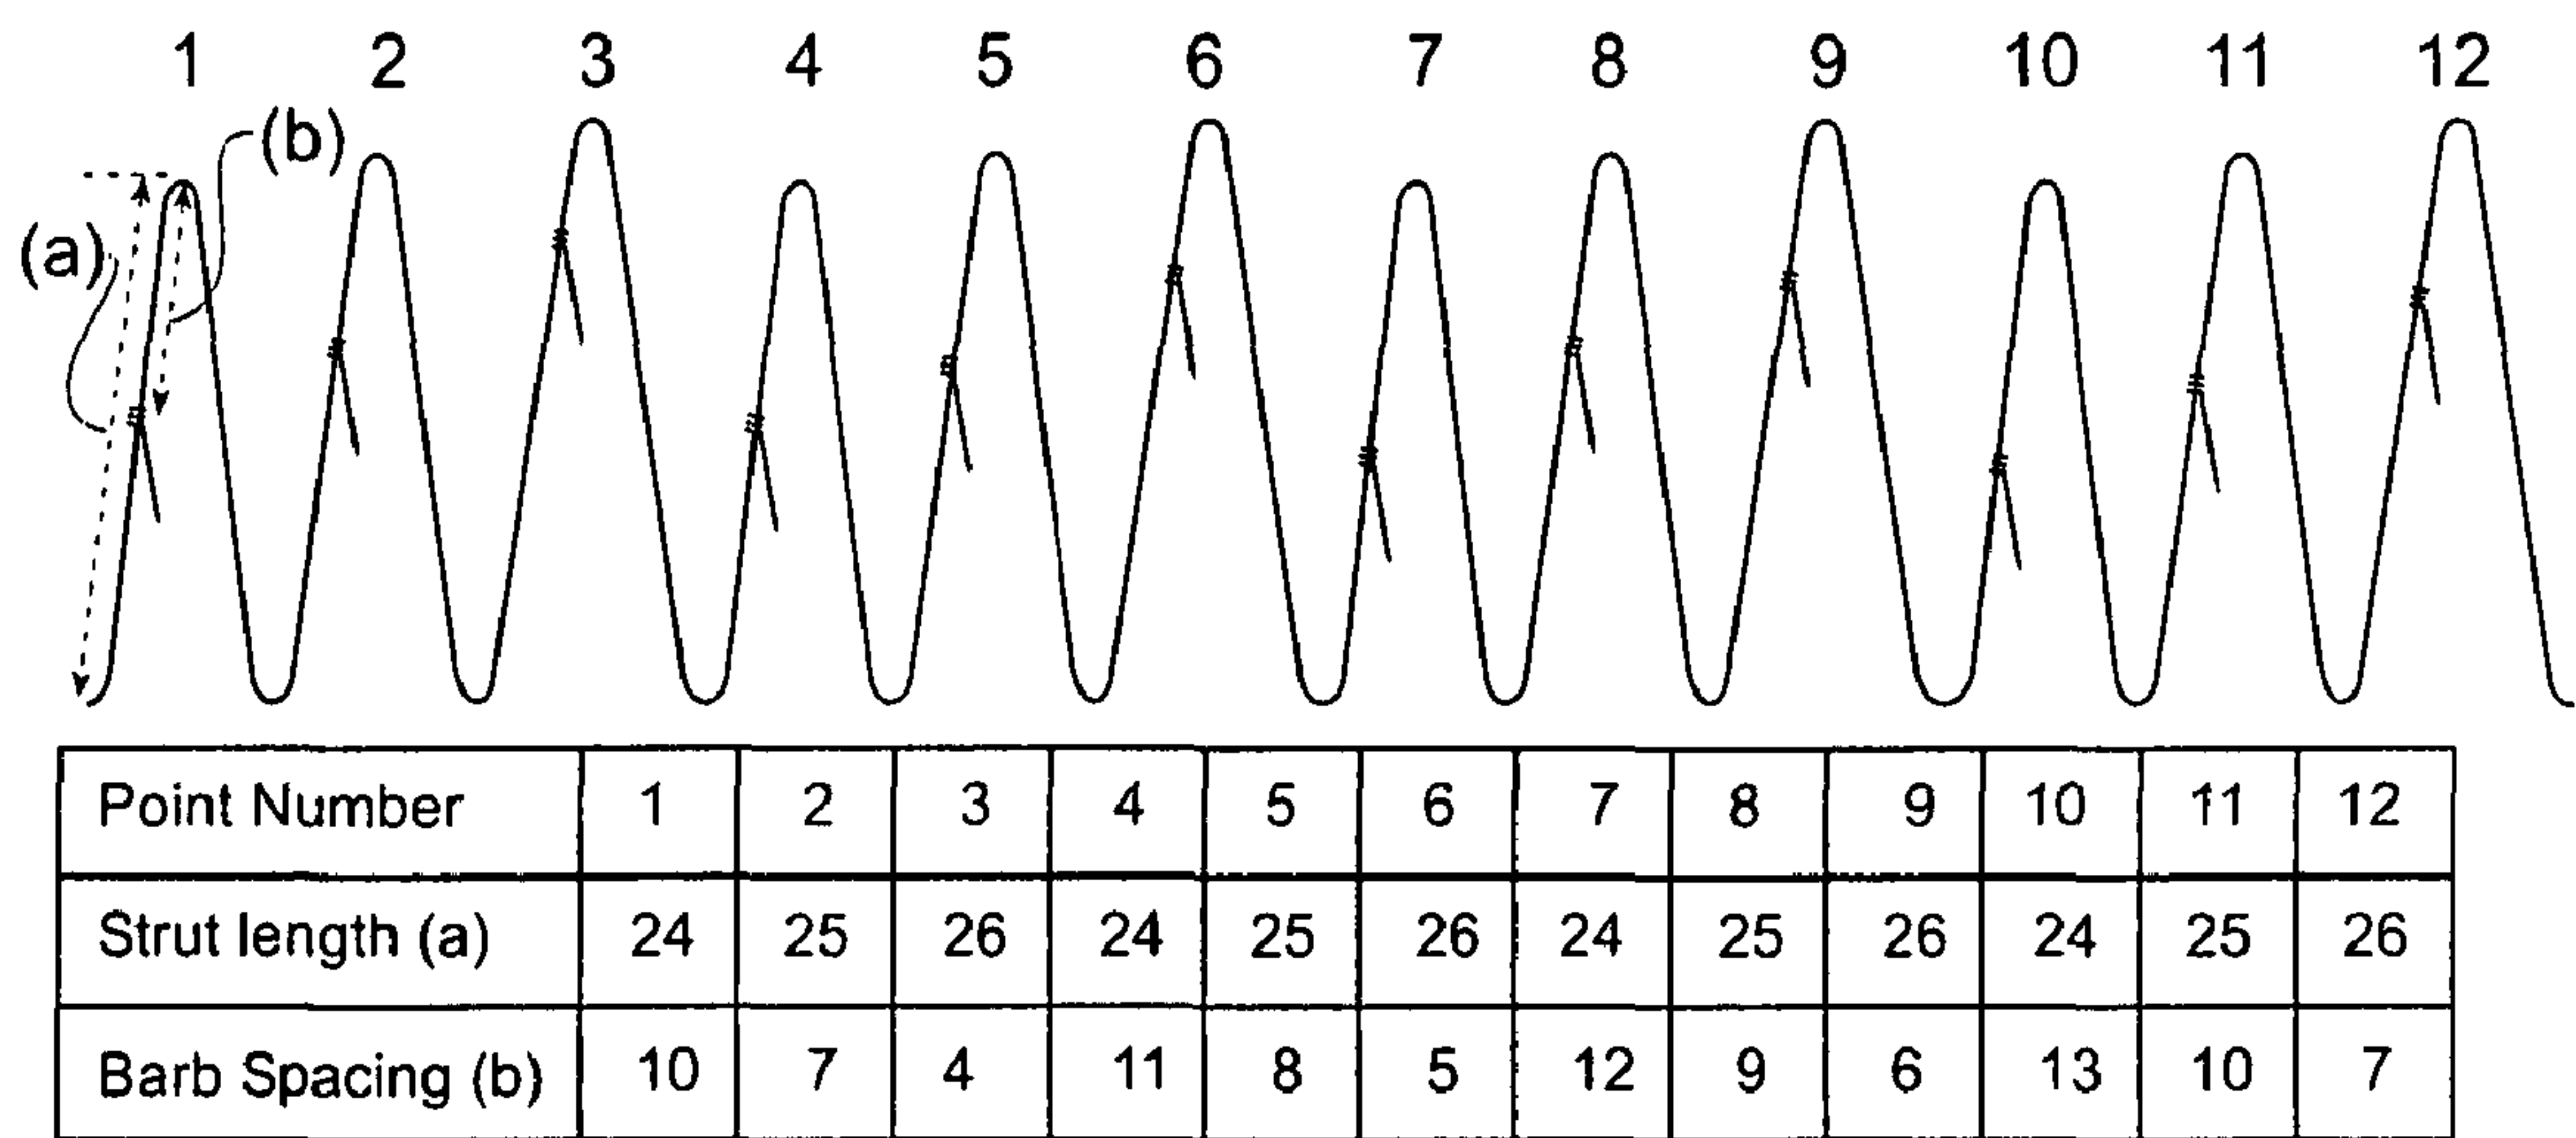 1 2 3 4 5 6 7 8 9 10 11 12
(b)
(a)
Point Number 1 2 3 4 5 6 7 8 9 10 11 12
Strut length (a) 24 25 26 24 25 26 24 25 26 24 25 26
Barb Spacing (b) 10 7 4 11 8 5 12 9 6 13 10 7